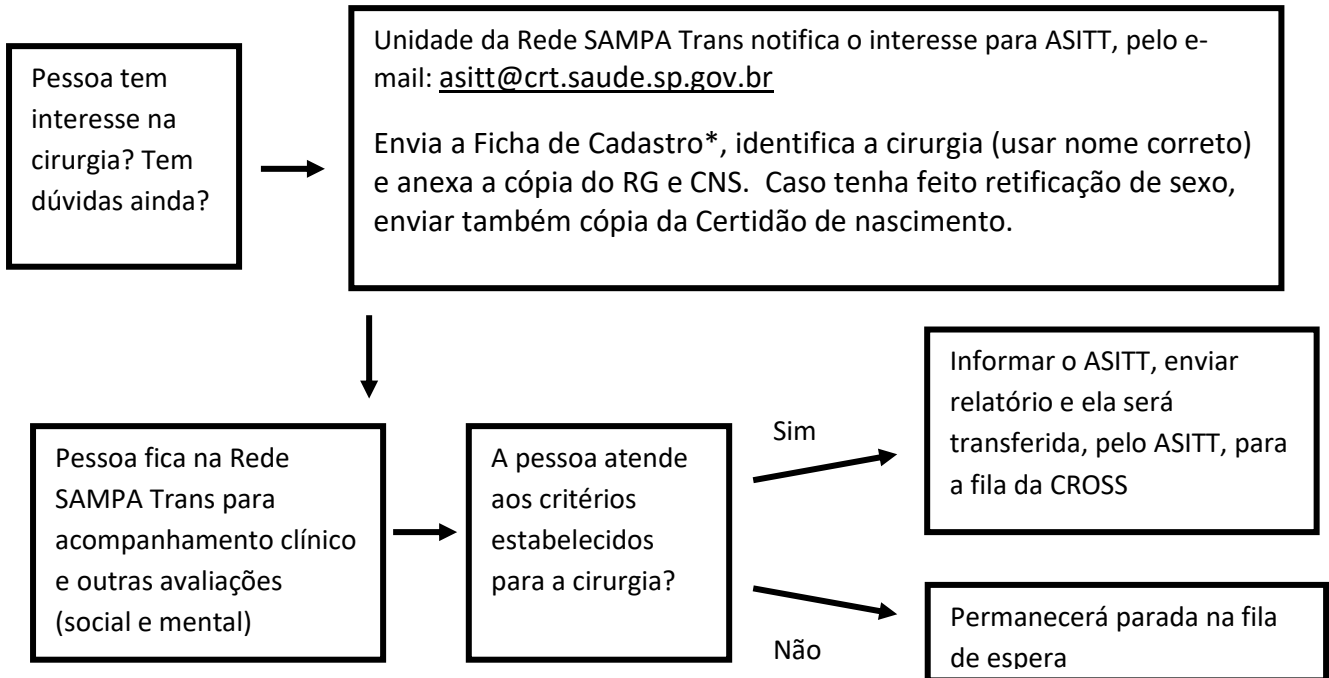 Pessoa tem
interesse na
cirurgia? Tem
dúvidas ainda?
Unidade da Rede SAMPA Trans notifica o interesse para ASITT, pelo e-
mail: asitt@crt.saude.sp.gov.br
Envia a Ficha de Cadastro*, identifica a cirurgia (usar nome correto)
e anexa a cópia do RG e CNS. Caso tenha feito retificação de sexo,
enviar também cópia da Certidão de nascimento.
Pessoa fica na Rede
SAMPA Trans para
acompanhamento clínico
e outras avaliações
(social e mental)
A pessoa atende
aos critérios
estabelecidos
para a cirurgia?
Sim
Informar o ASITT, enviar
relatório e ela será
transferida, pelo ASITT, para
a fila da CROSS
Não
Permanecerá parada na fila
de espera